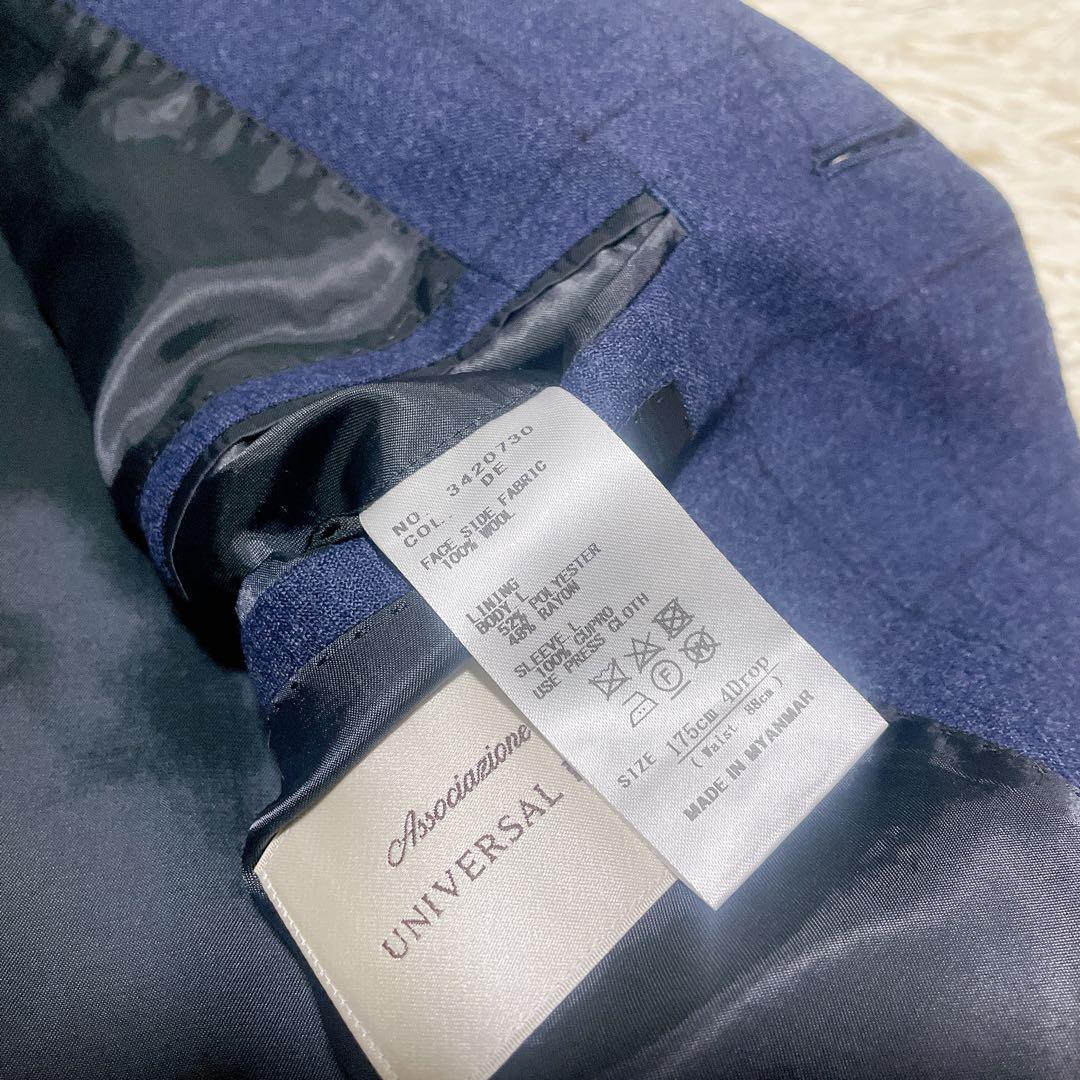 NO. 3420730
COL. DE
FACE SIDE FABRIC
100% WOOL
LINING
BODY L
52% POLYESTER
48% RAYON
SLEEVE L
100% CUPRO
USE PRESS CLOTH
SIZE 175cm 4Drop
(Waist 88cm)
MADE IN MYANMAR
Associazione
UNIVERSAL